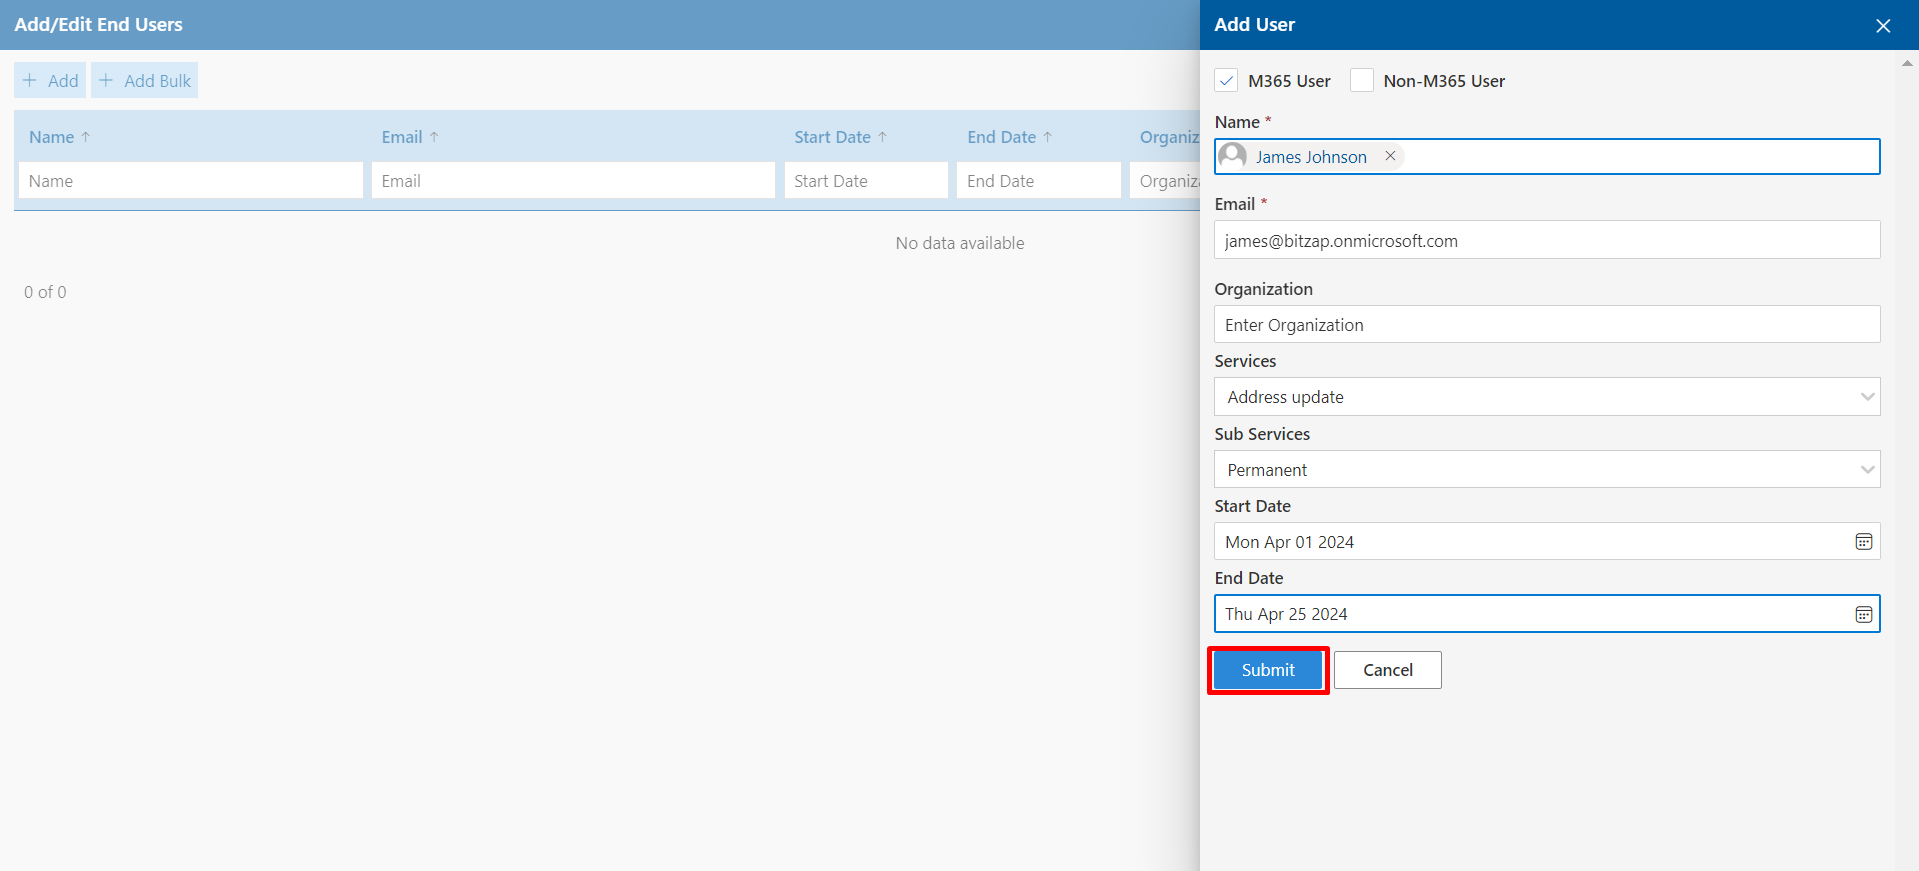 Add/Edit End Users
Add
Add Bulk
Name Email Start Date End Date Organiz
Name Email Start Date End Date Organiz
No data available
0 of 0
Add User
M365 User Non-M365 User
Name *
James Johnson
Email *
james@bitzap.onmicrosoft.com
Organization
Enter Organization
Services
Address update
Sub Services
Permanent
Start Date
Mon Apr 01 2024
End Date
Thu Apr 25 2024
Submit Cancel